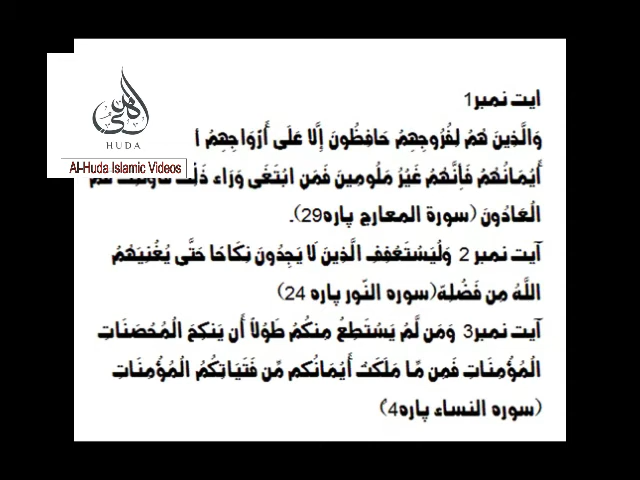 HUDA
Al-Huda Islamic Videos
ایت نمبر1
وَالَّذِينَ هُمْ لِفُرُوجِهِمْ حَافِظُونَ إِلَّا عَلَى أَزْوَاجِهِمْ أ
أَيْمَانُهُمْ فَإِنَّهُمْ غَيْرُ مَلُومِينَ فَمَنِ ابْتَغَى وَرَاء
الْعَادُونَ (سورة المعارج پاره29)۔
آیت نمبر 2 وَلْيَسْتَعْفِفِ الَّذِينَ لَا يَجِدُونَ نِكَاحًا حَتَّى يُغْنِيَهُمُ
اللَّهُ مِن فَضْلِهِ(سوره النّور پاره 24)
آیت نمبر3 وَمَن لَّمْ يَسْتَطِعْ مِنكُمْ طَوْلاً أَن يَنكِحَ الْمُحْصَنَاتِ
الْمُؤْمِنَاتِ فَمِن مِّا مَلَكَتْ أَيْمَانُكُم مِّن فَتَيَاتِكُمُ الْمُؤْمِنَاتِ
(سوره النساء پاره4)